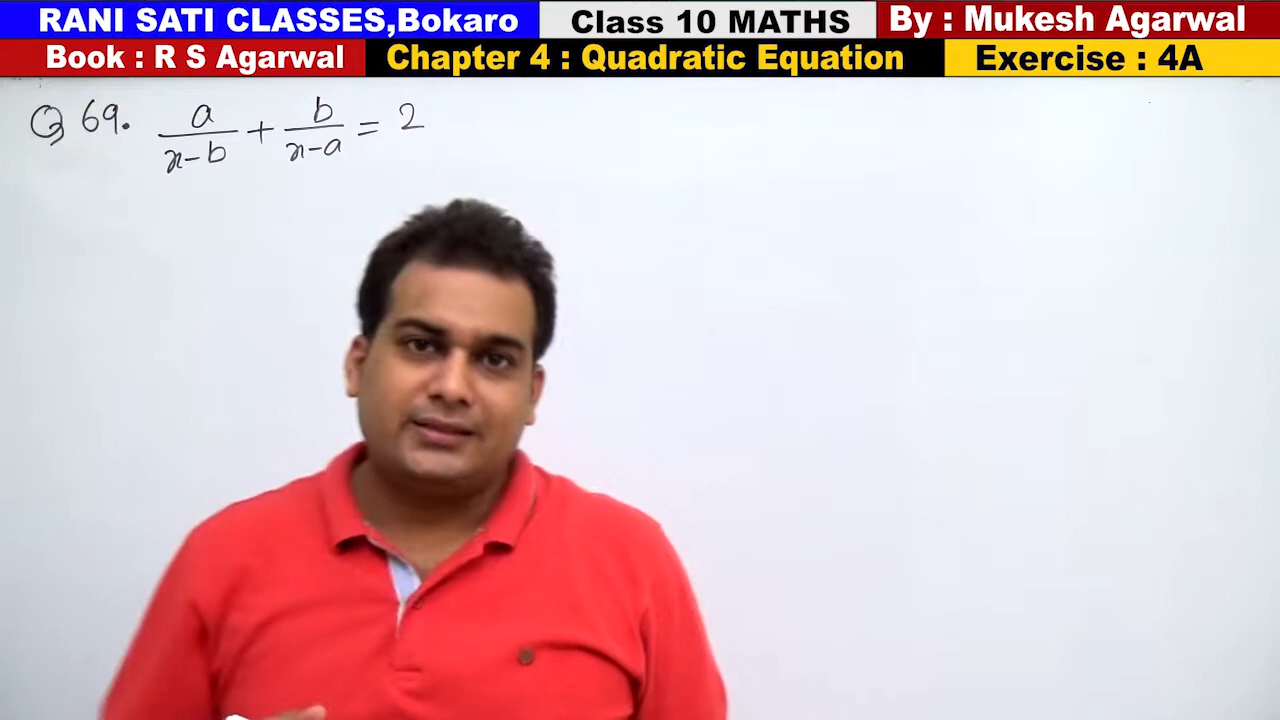 RANI SATI CLASSES,Bokaro Class 10 MATHS By : Mukesh Agarwal
Book : R S Agarwal Chapter 4 : Quadratic Equation Exercise : 4A
Q 69. a/(x-b) + b/(x-a) = 2